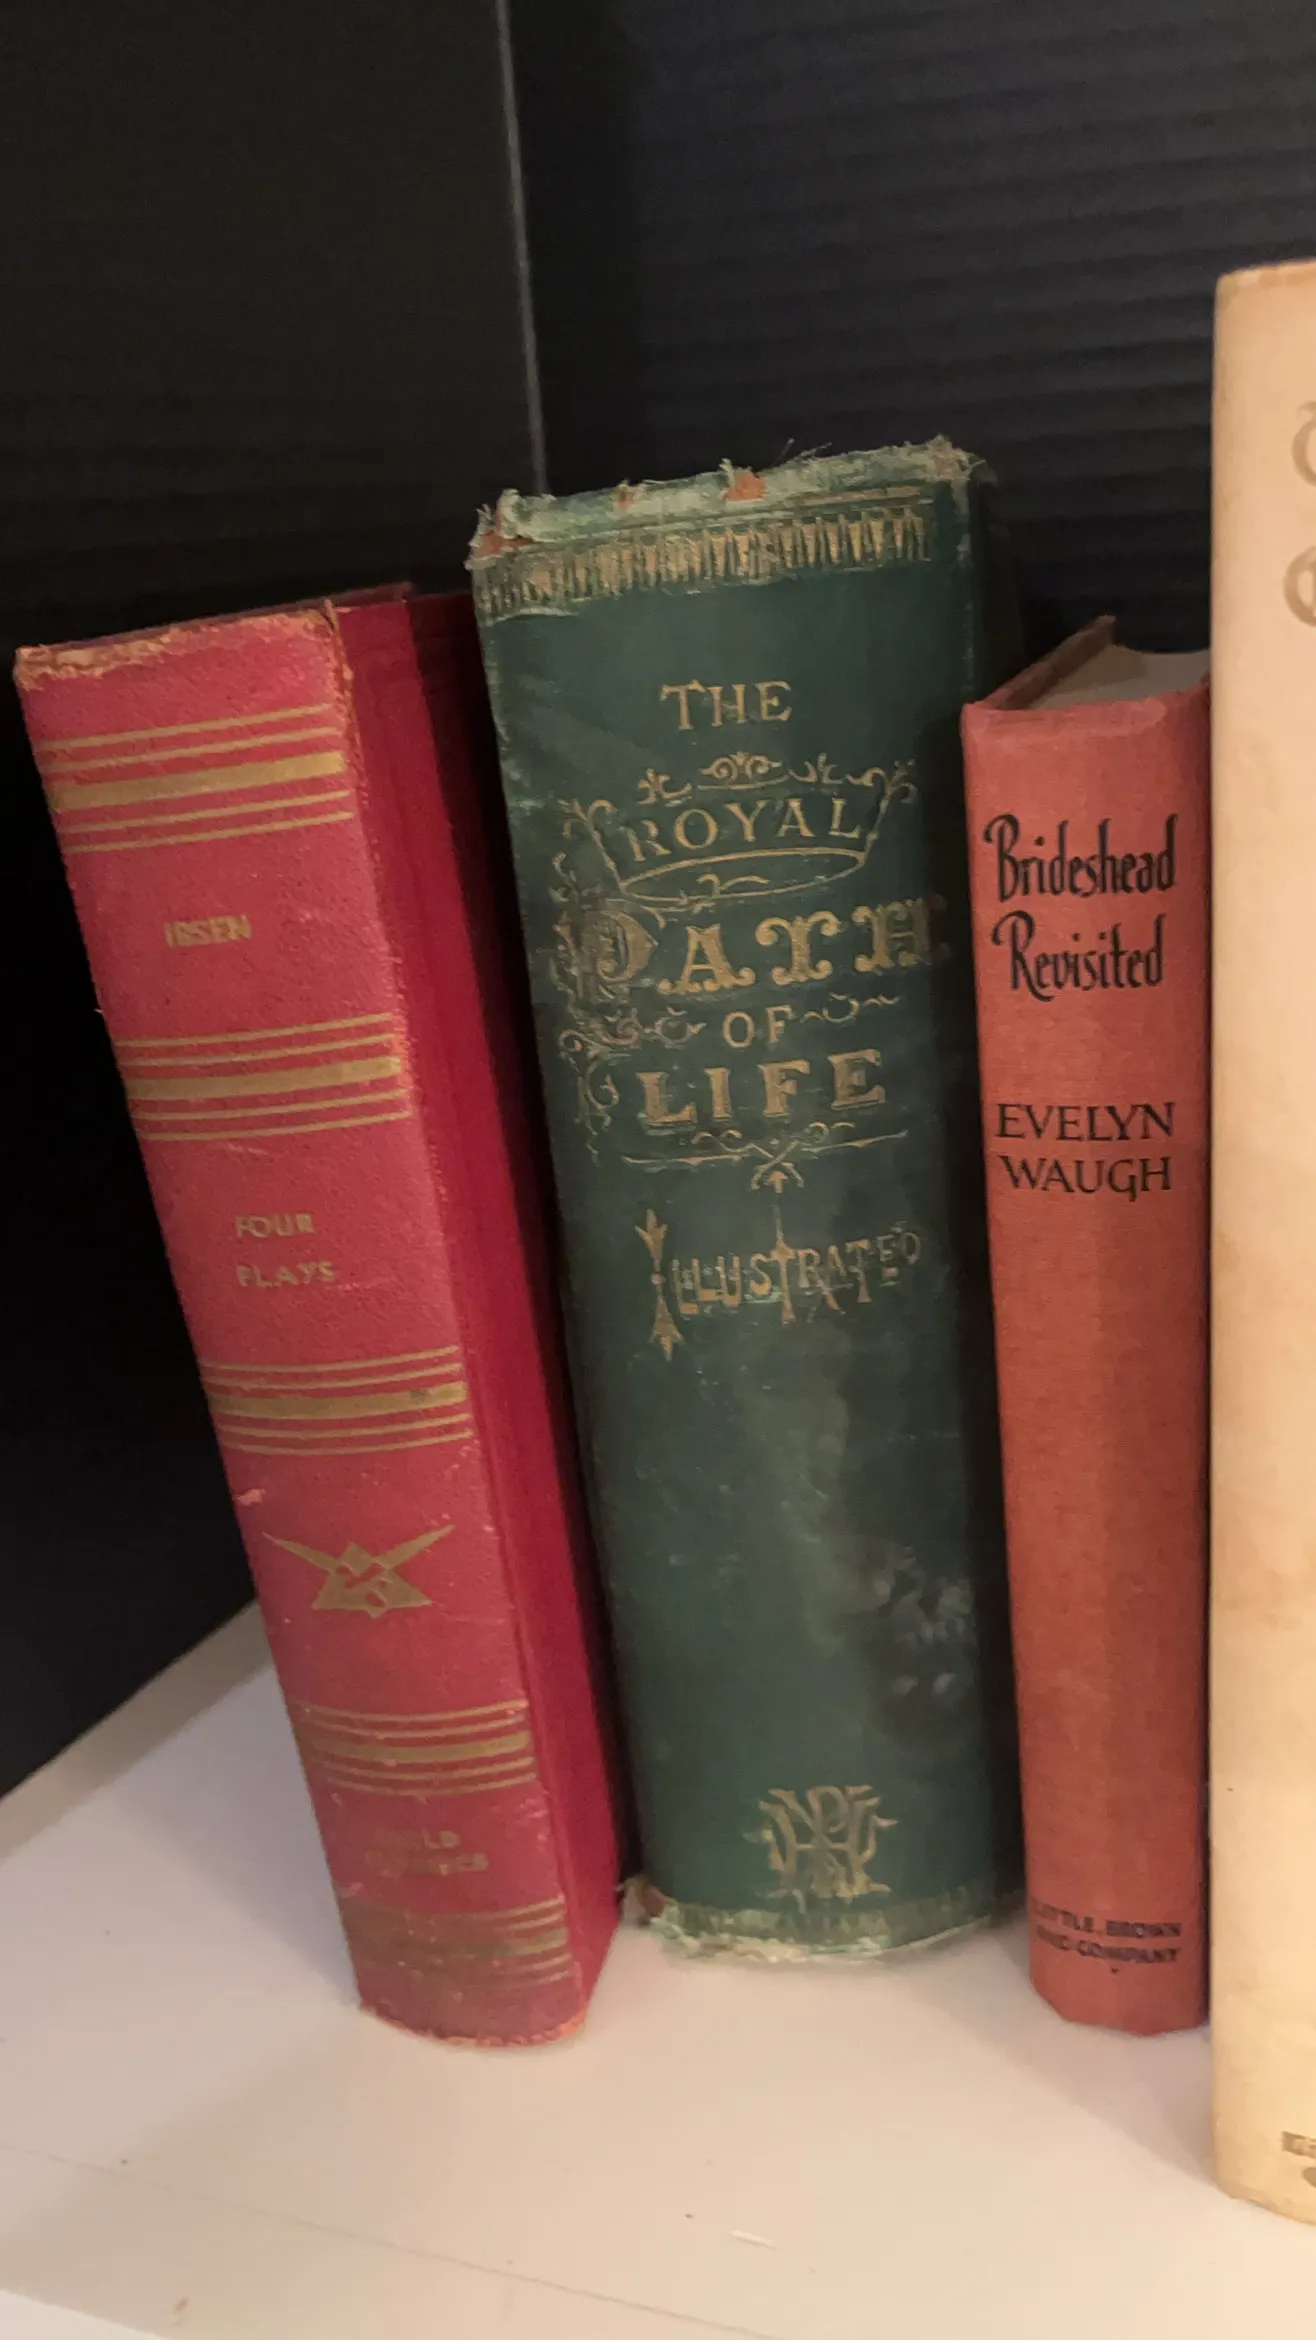 IBSEN
FOUR
PLAYS
THE
ROYAL
PATH
OF
LIFE
ILLUSTRATED
Brideshead
Revisited
EVELYN
WAUGH
LITTLE, BROWN
AND COMPANY